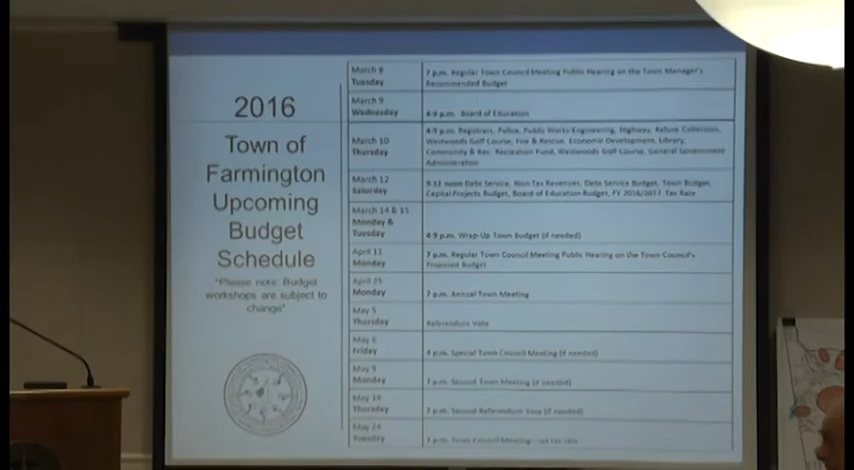 2016
Town of
Farmington
Upcoming
Budget
Schedule
*Please note: Budget
workshops are subject to
change*
March 8
Tuesday
7 p.m. Regular Town Council Meeting Public Hearing on the Town Manager's
Recommended Budget
March 9
Wednesday
4-9 p.m. Board of Education
March 10
Thursday
4-9 p.m. Registrars, Police, Public Works-Engineering, Highway, Refuse Collection,
Westwoods Golf Course, Fire & Rescue, Economic Development, Library,
Community & Rec. Recreation Fund, Westwoods Golf Course, General Government
Administration
March 12
Saturday
9-12 noon Debt Service, Non Tax Revenues, Debt Service Budget, Town Budget,
Capital Projects Budget, Board of Education Budget, FY 2016/2017 Tax Rate
March 14 & 15
Monday &
Tuesday
4-9 p.m. Wrap-Up Town Budget (if needed)
April 11
Monday
7 p.m. Regular Town Council Meeting Public Hearing on the Town Council's
Proposed Budget
April 25
Monday
7 p.m. Annual Town Meeting
May 5
Thursday
Referendum Vote
May 6
Friday
4 p.m. Special Town Council Meeting (if needed)
May 9
Monday
7 p.m. Second Town Meeting (if needed)
May 19
Thursday
7 p.m. Second Referendum Vote (if needed)
May 24
Tuesday
7 p.m. Town Council Meeting—set tax rate